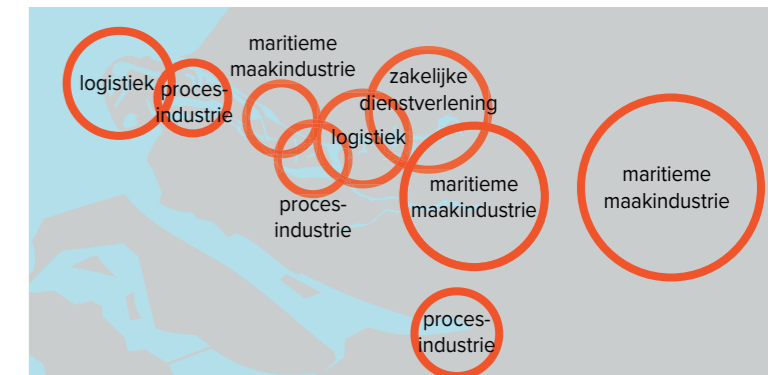 logistiek
proces-
industrie
maritieme
maakindustrie
proces-
industrie
logistiek
zakelijke
dienstverlening
maritieme
maakindustrie
maritieme
maakindustrie
proces-
industrie